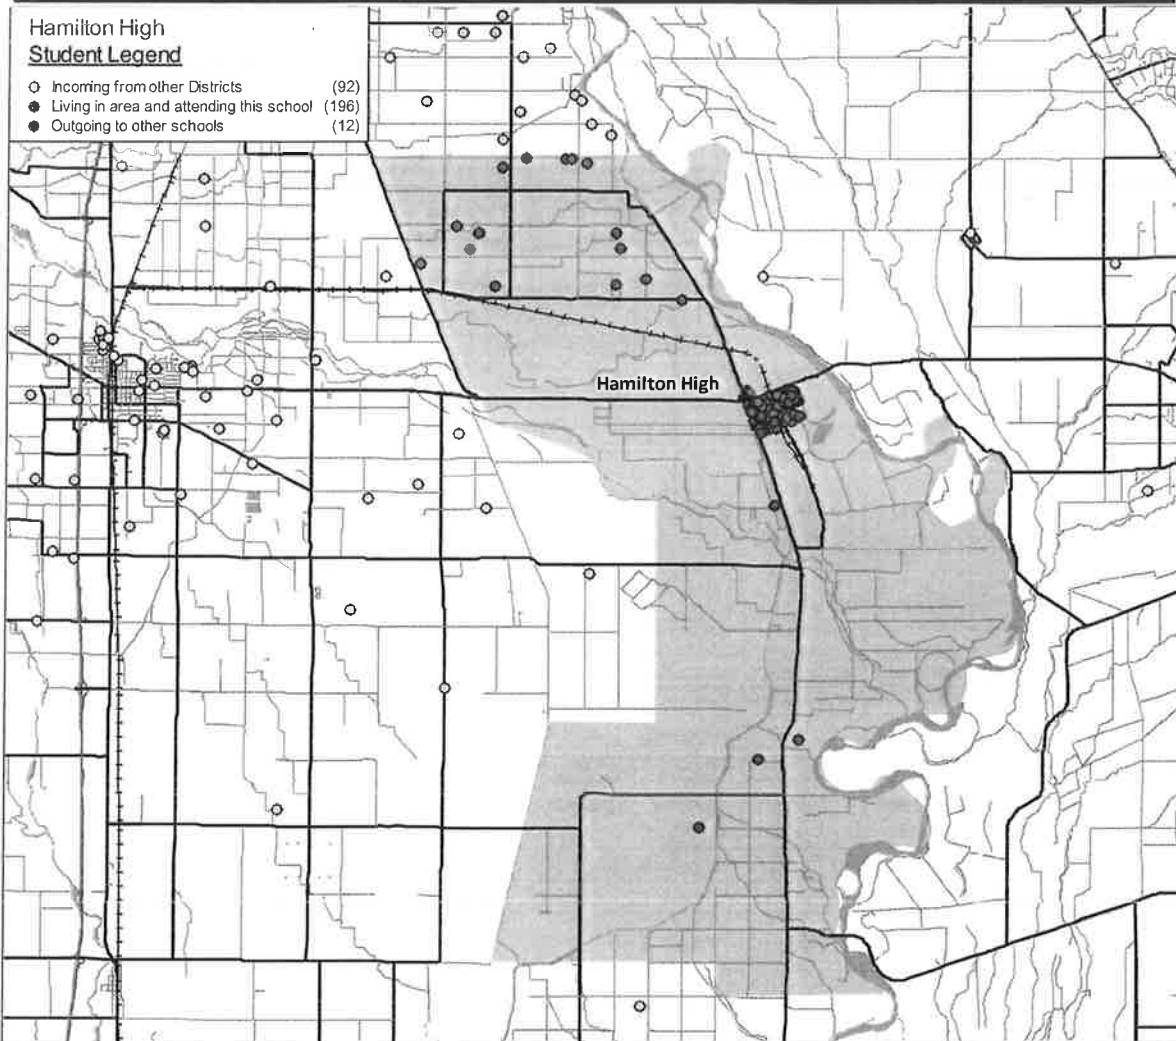 Hamilton High
Student Legend
Incoming from other Districts (92)
Living in area and attending this school (196)
Outgoing to other schools (12)
Hamilton High